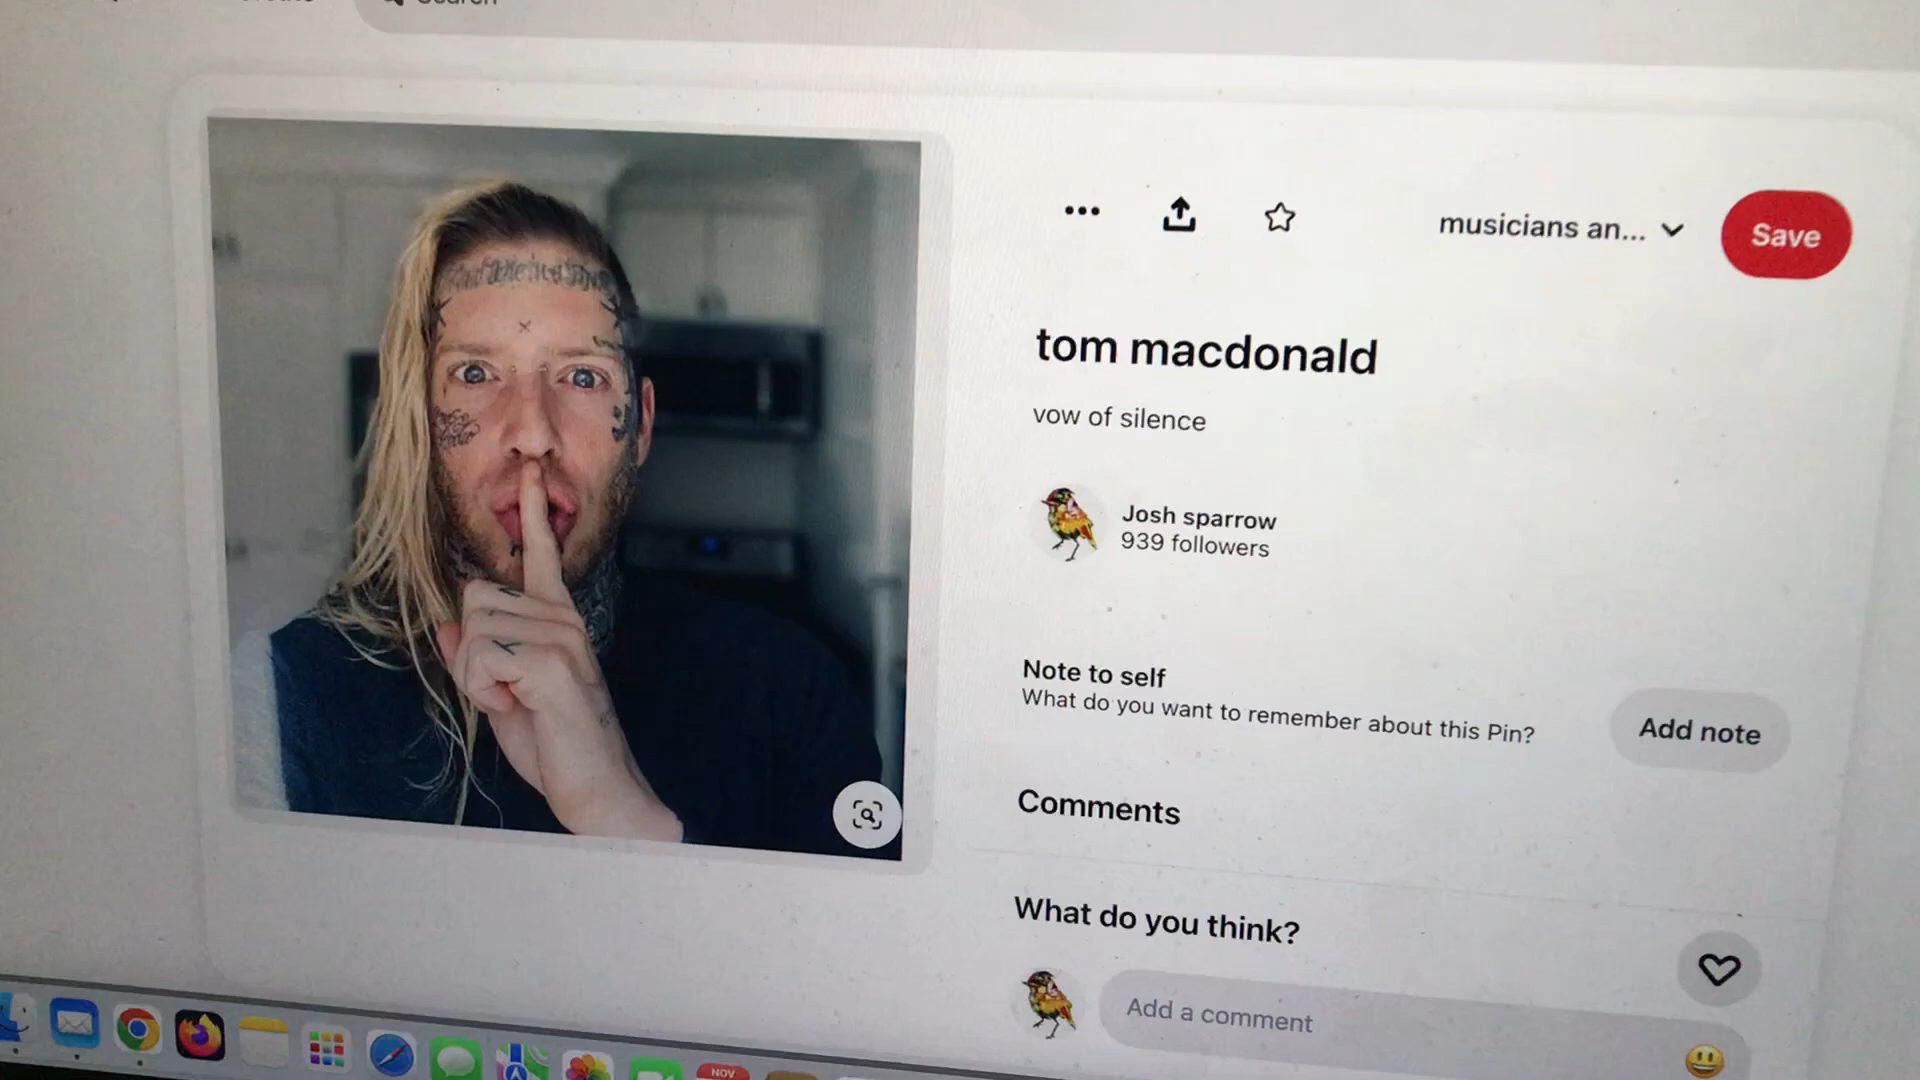 musicians an...
Save
tom macdonald
vow of silence
Josh sparrow
939 followers
Note to self
What do you want to remember about this Pin?
Add note
Comments
What do you think?
Add a comment
NOV